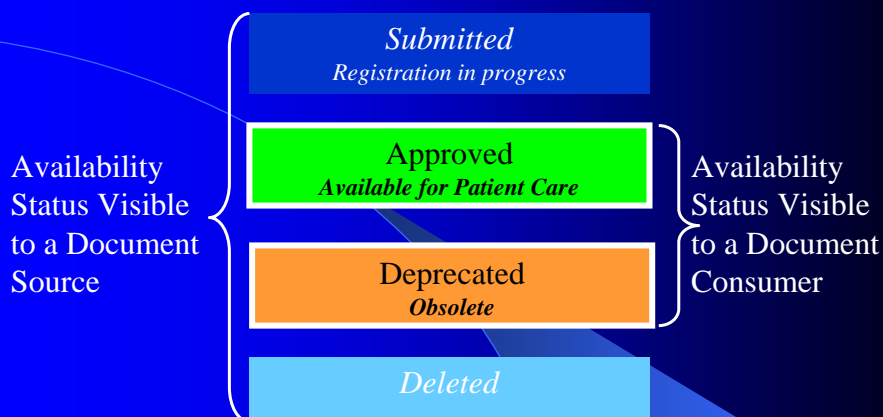 Submitted
Registration in progress
Availability
Status Visible
to a Document
Source
Approved
Available for Patient Care
Deprecated
Obsolete
Availability
Status Visible
to a Document
Consumer
Deleted